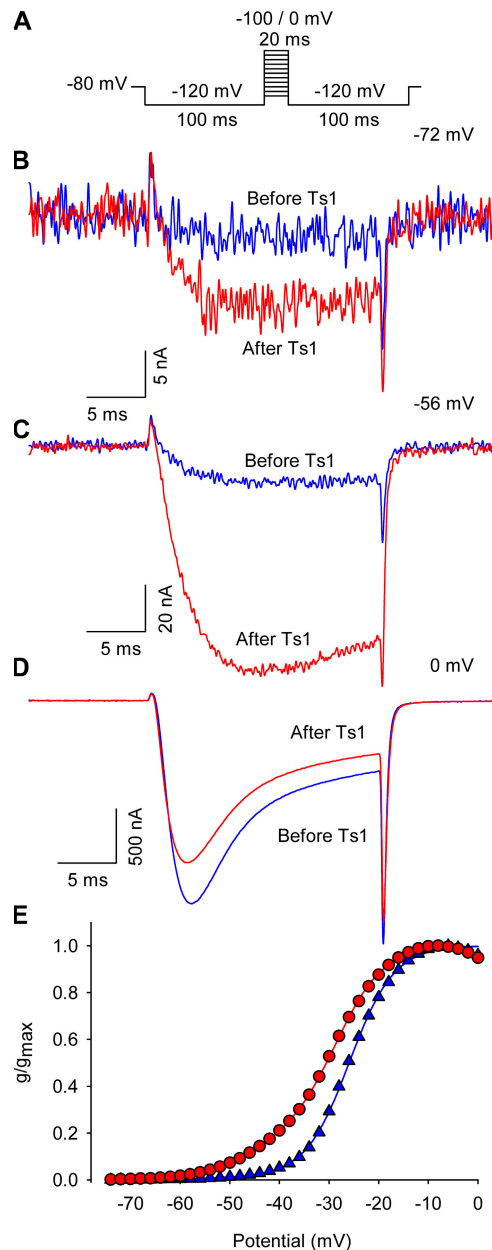 A
-100 / 0 mV
20 ms
-80 mV
-120 mV
-120 mV
100 ms
100 ms
-72 mV
B
Before Ts1
After Ts1
5 nA
5 ms
-56 mV
C
Before Ts1
After Ts1
20 nA
5 ms
0 mV
D
After Ts1
Before Ts1
500 nA
5 ms
E
1.0
0.8
0.6
0.4
0.2
0.0
g/gmax
-70 -60 -50 -40 -30 -20 -10 0
Potential (mV)